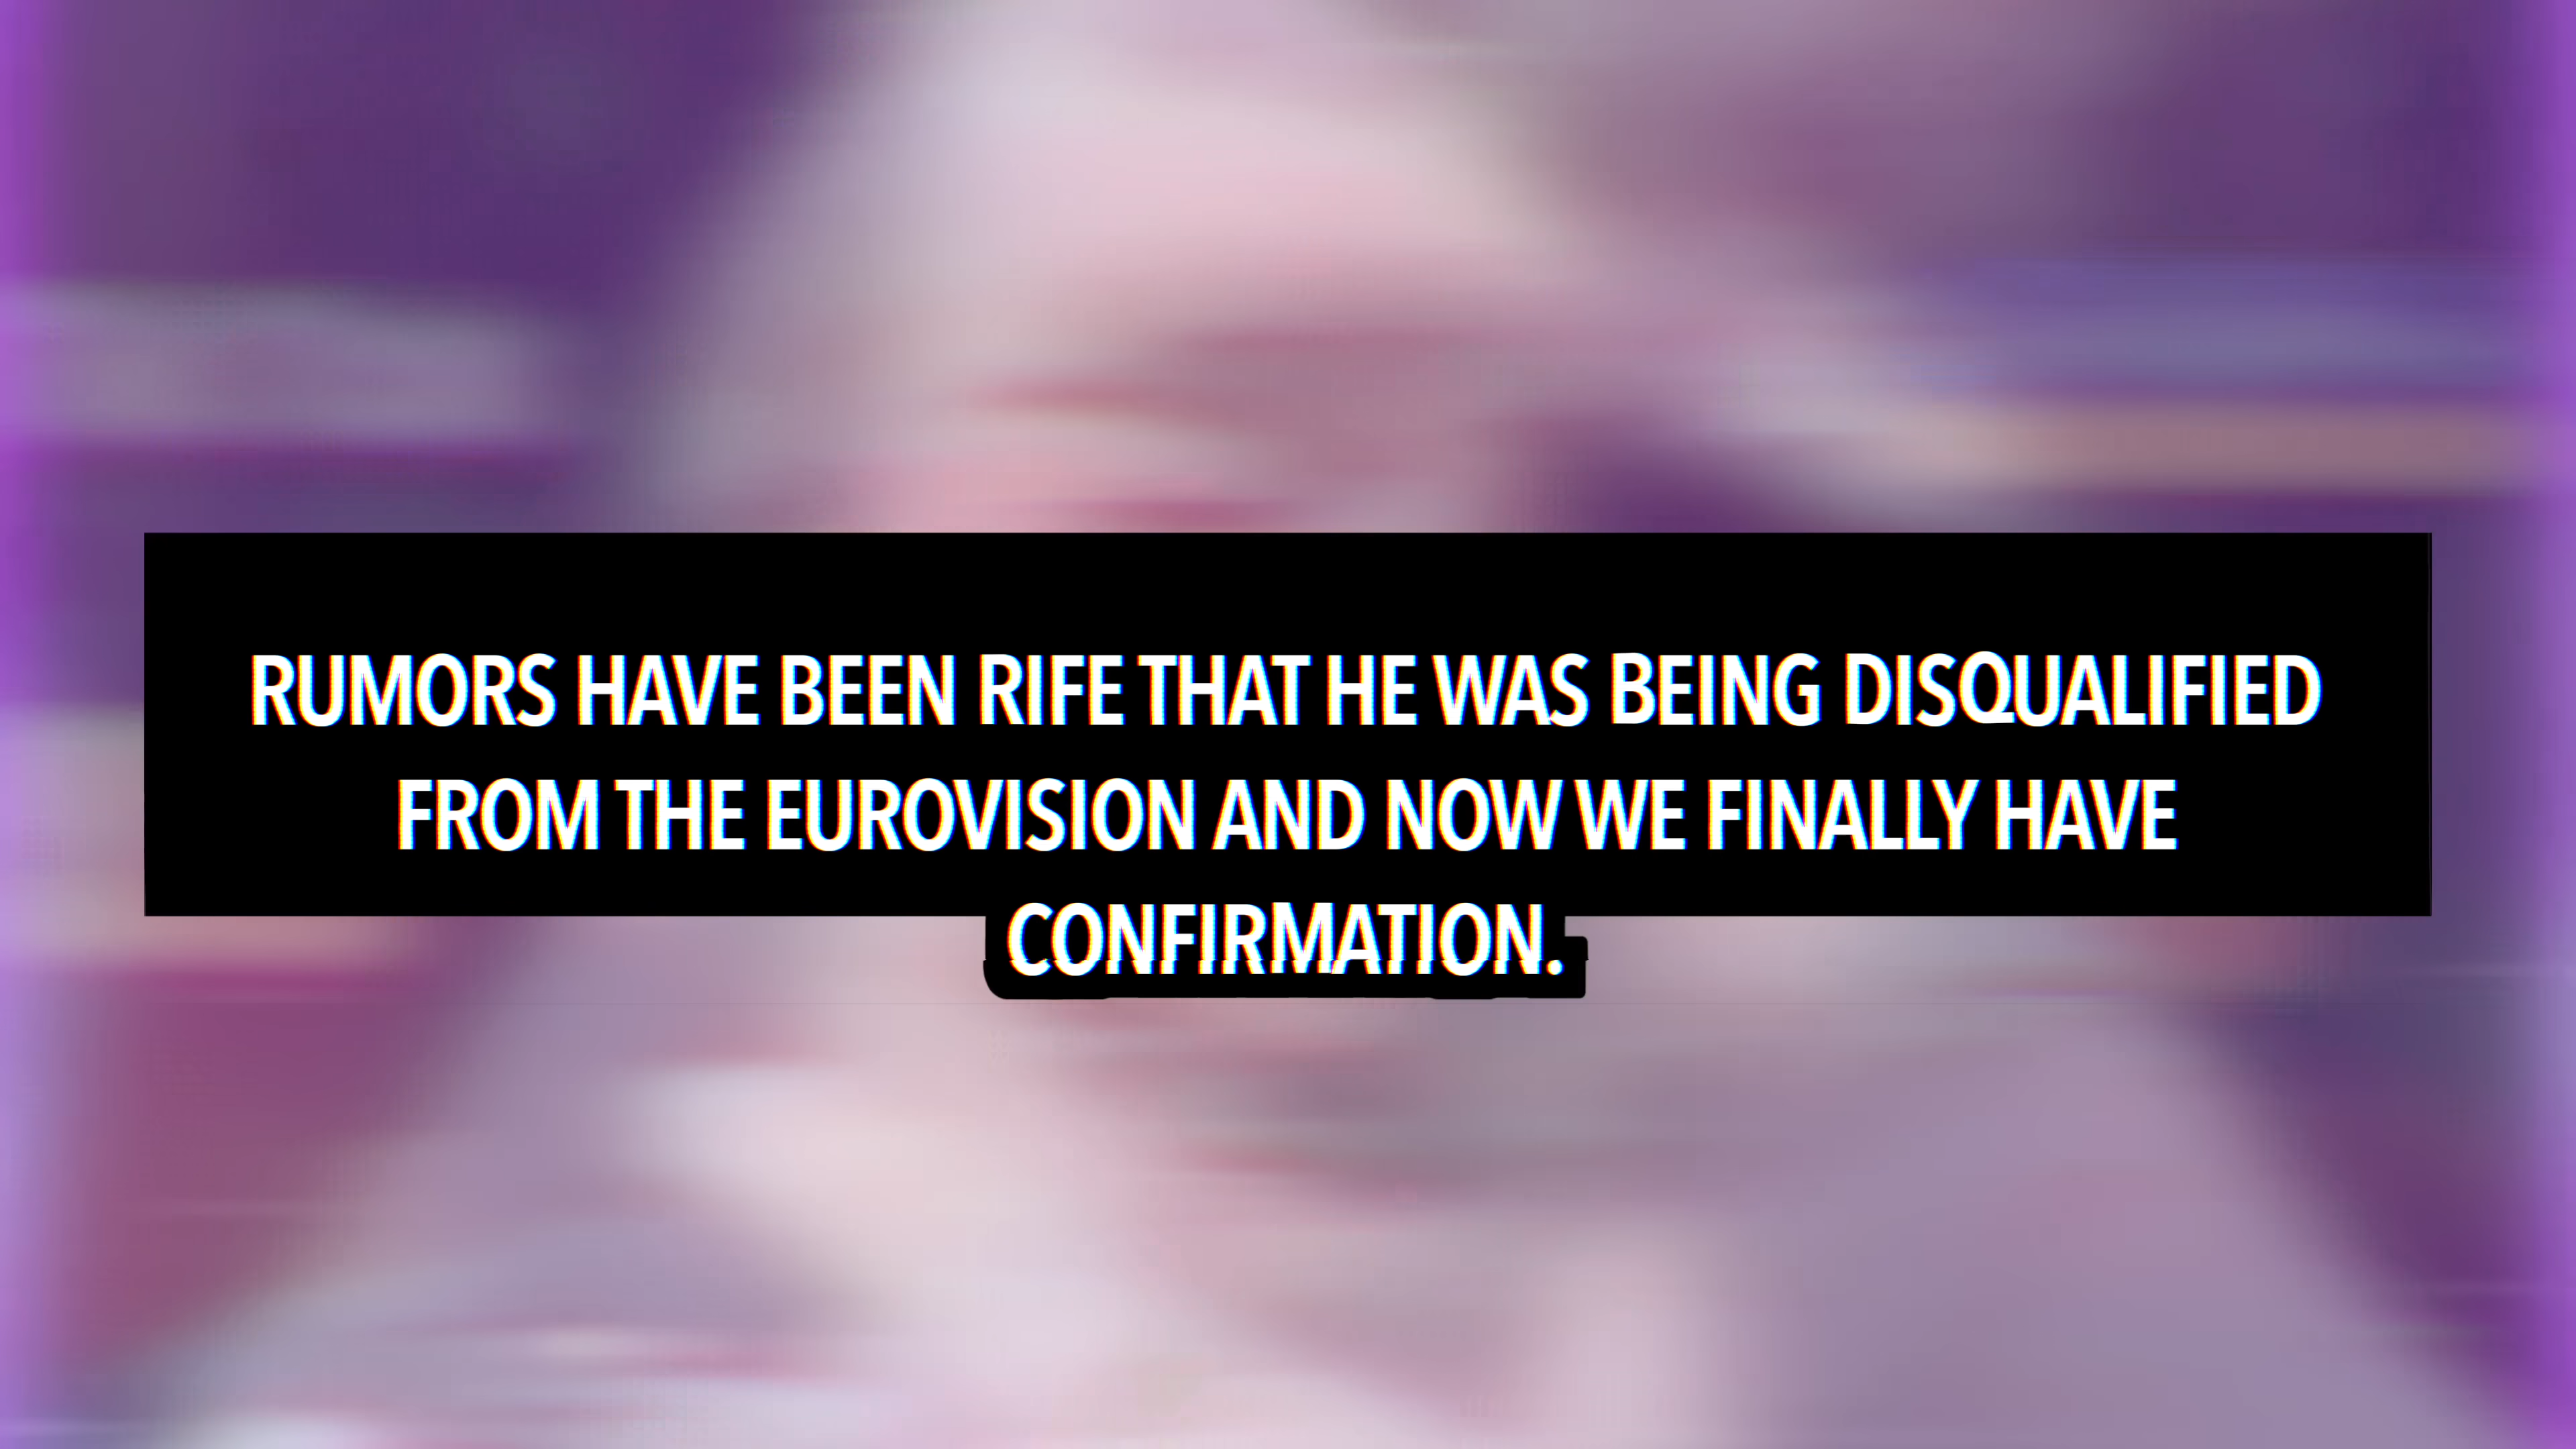 RUMORS HAVE BEEN RIFE THAT HE WAS BEING DISQUALIFIED
FROM THE EUROVISION AND NOW WE FINALLY HAVE
CONFIRMATION.